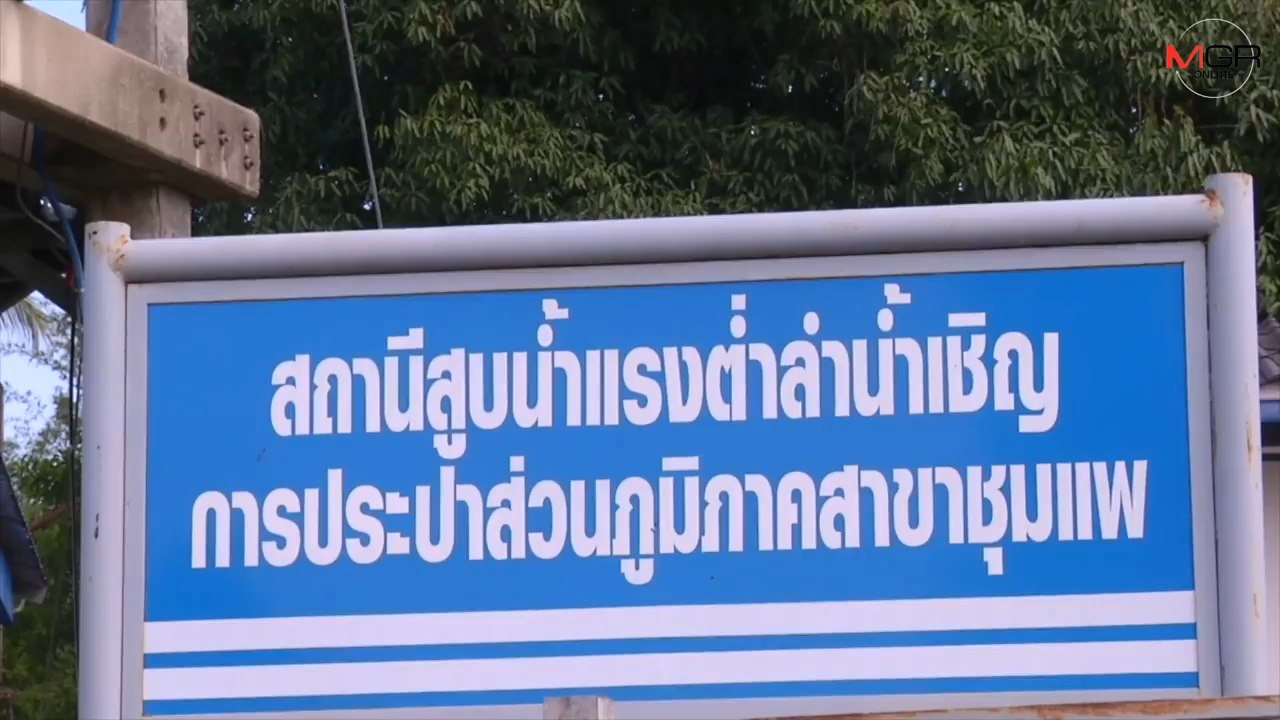 MGR
ONLINE
สถานีสูบน้ำแรงต่ำลำน้ำเชิญ
การประปาส่วนภูมิภาคสาขาชุมแพ